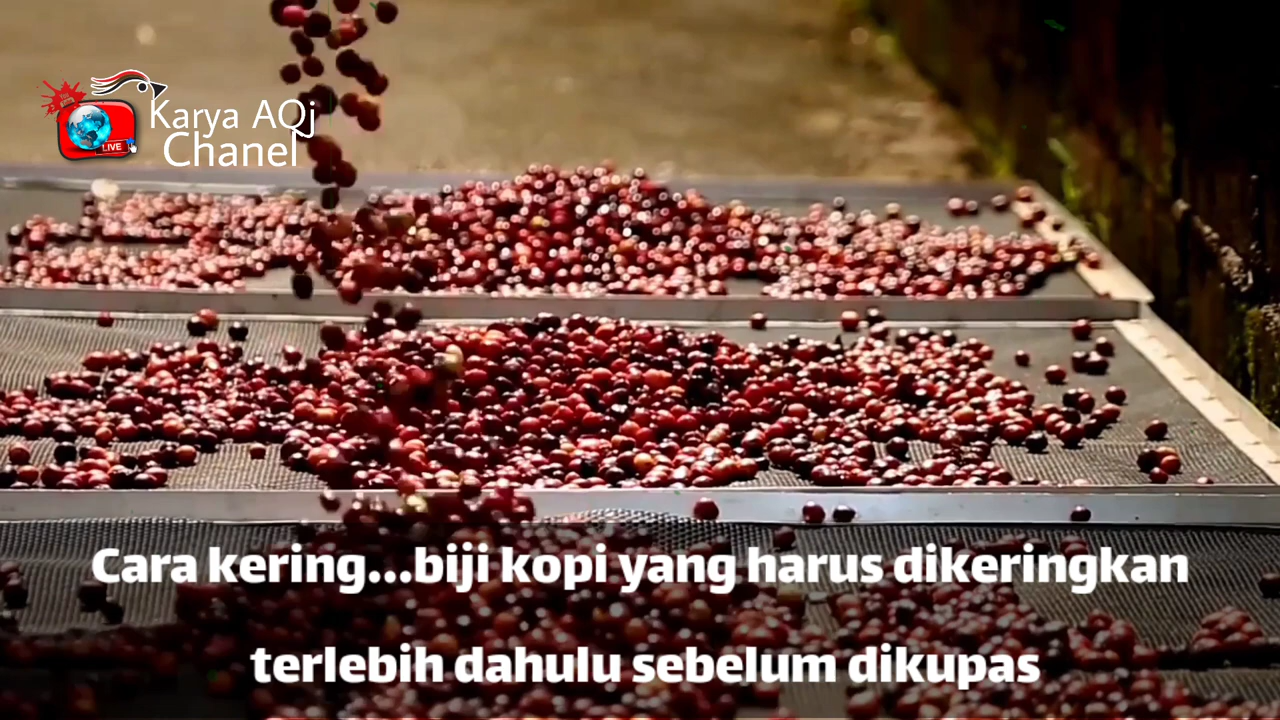 Karya AQj
Chanel
LIVE
Cara kering...biji kopi yang harus dikeringkan
terlebih dahulu sebelum dikupas